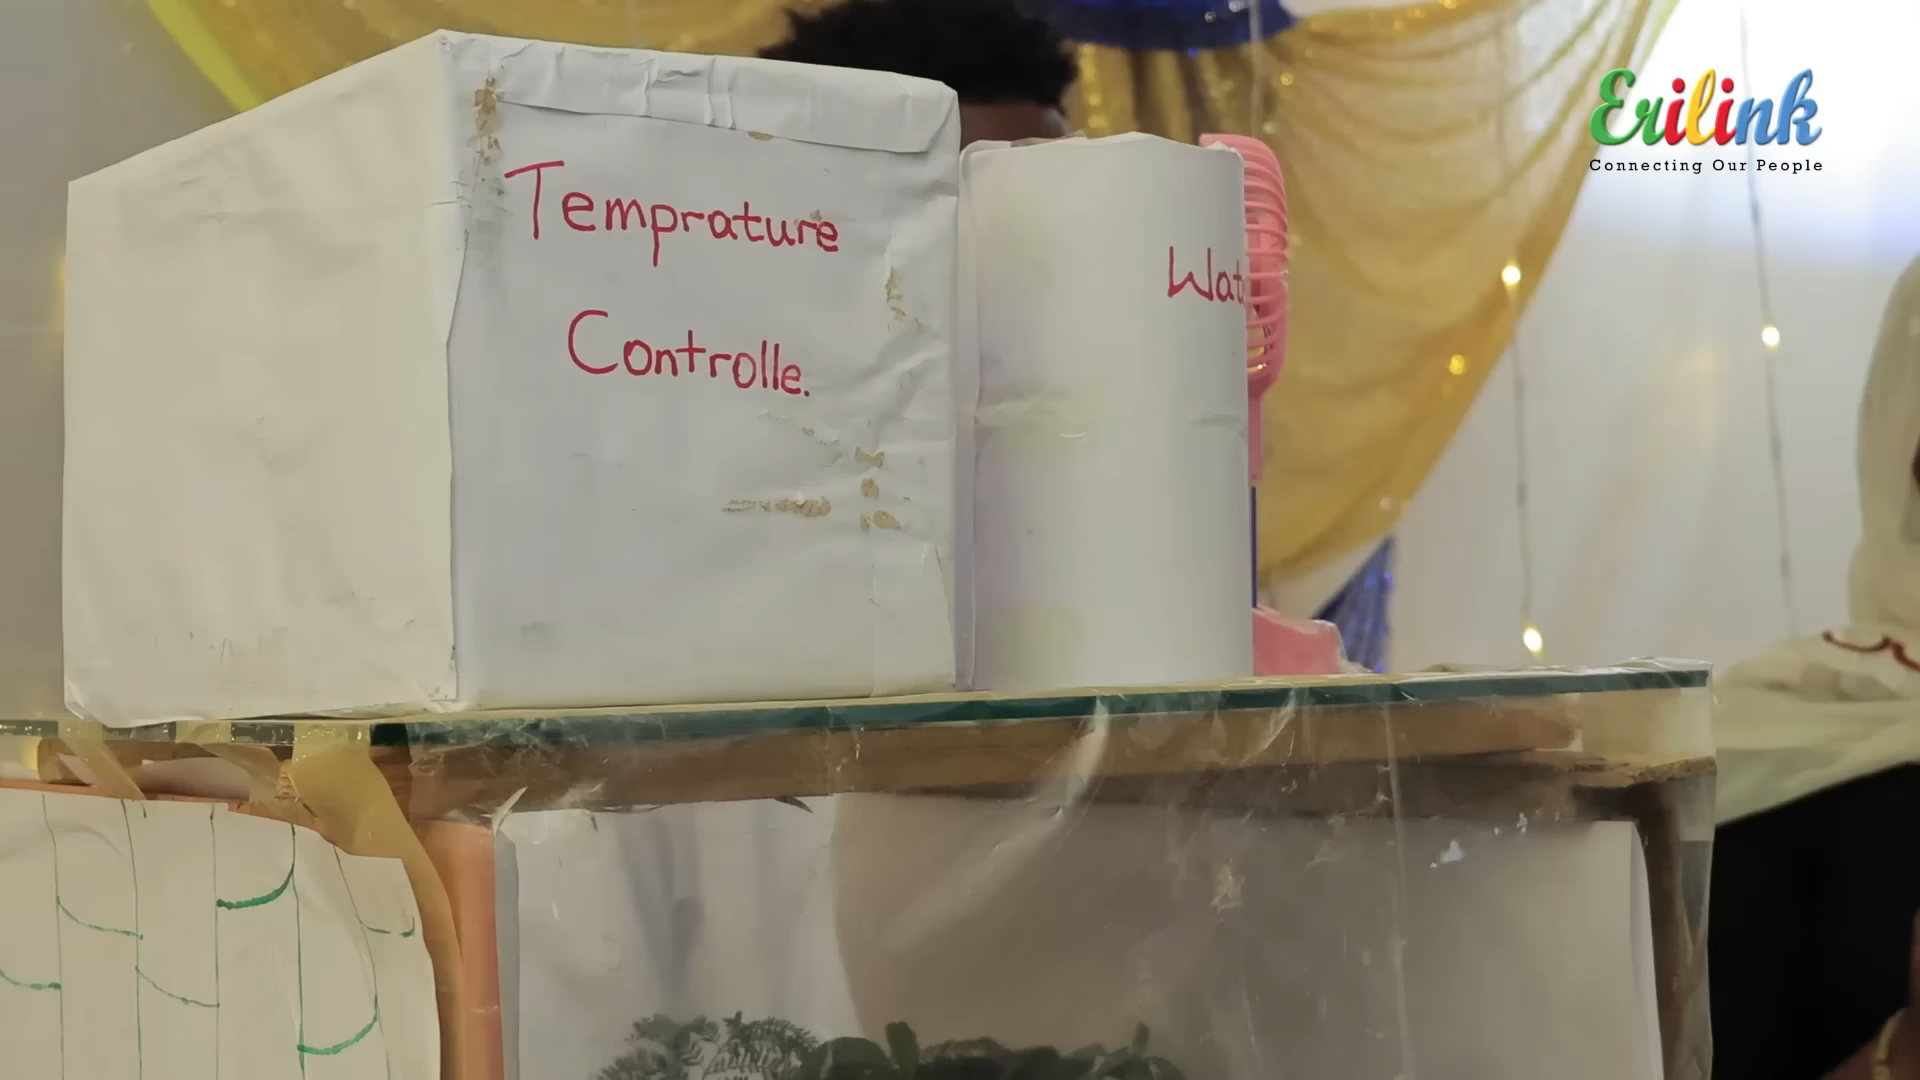 Temprature
Controlle.
Wat
Erilink
Connecting Our People